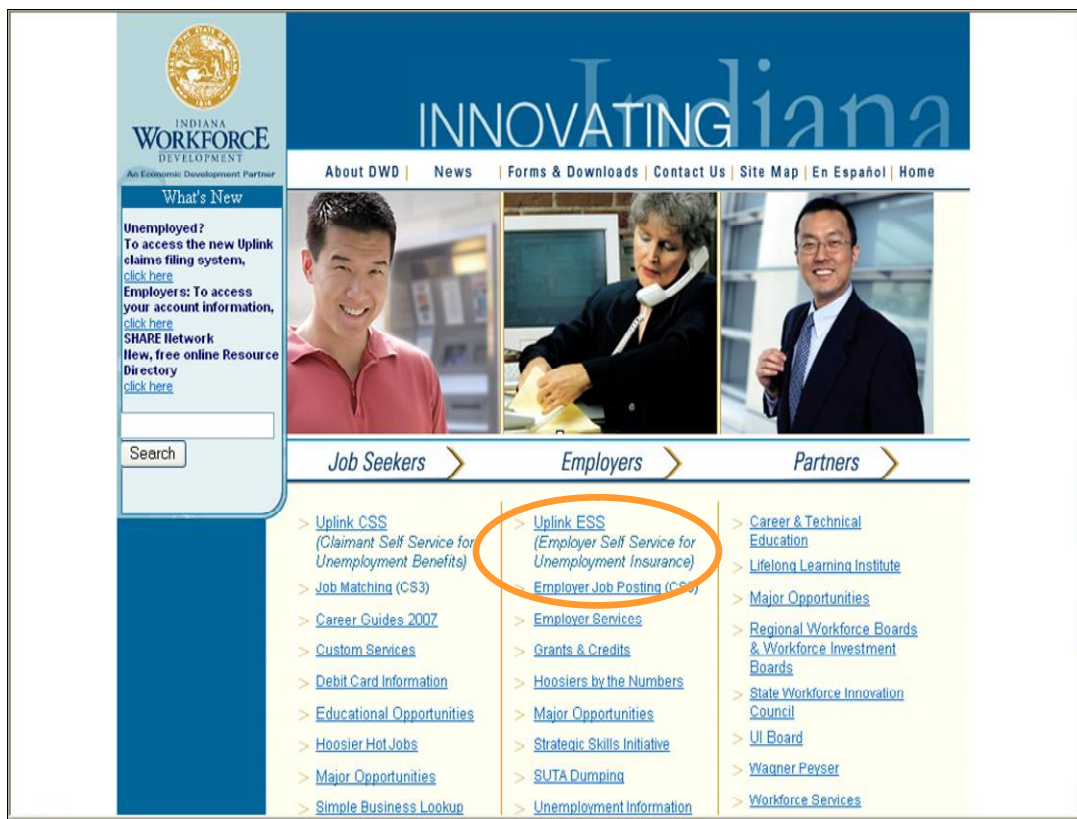 INDIANA
WORKFORCE
DEVELOPMENT
An Economic Development Partner
INNOVATING Indiana
About DWD | News | Forms & Downloads | Contact Us | Site Map | En Español | Home
What's New
Unemployed?
To access the new Uplink
claims filing system,
click here
Employers: To access
your account information,
click here
SHARE Network
New, free online Resource
Directory
click here
Search
Job Seekers
> Uplink CSS
(Claimant Self Service for
Unemployment Benefits)
> Job Matching (CS3)
> Career Guides 2007
> Custom Services
> Debit Card Information
> Educational Opportunities
> Hoosier Hot Jobs
> Major Opportunities
> Simple Business Lookup
Employers
> Uplink ESS
(Employer Self Service for
Unemployment Insurance)
> Employer Job Posting (CS3)
> Employer Services
> Grants & Credits
> Hoosiers by the Numbers
> Major Opportunities
> Strategic Skills Initiative
> SUTA Dumping
> Unemployment Information
Partners
> Career & Technical
Education
> Lifelong Learning Institute
> Major Opportunities
> Regional Workforce Boards
& Workforce Investment
Boards
> State Workforce Innovation
Council
> UI Board
> Wagner Peyser
> Workforce Services